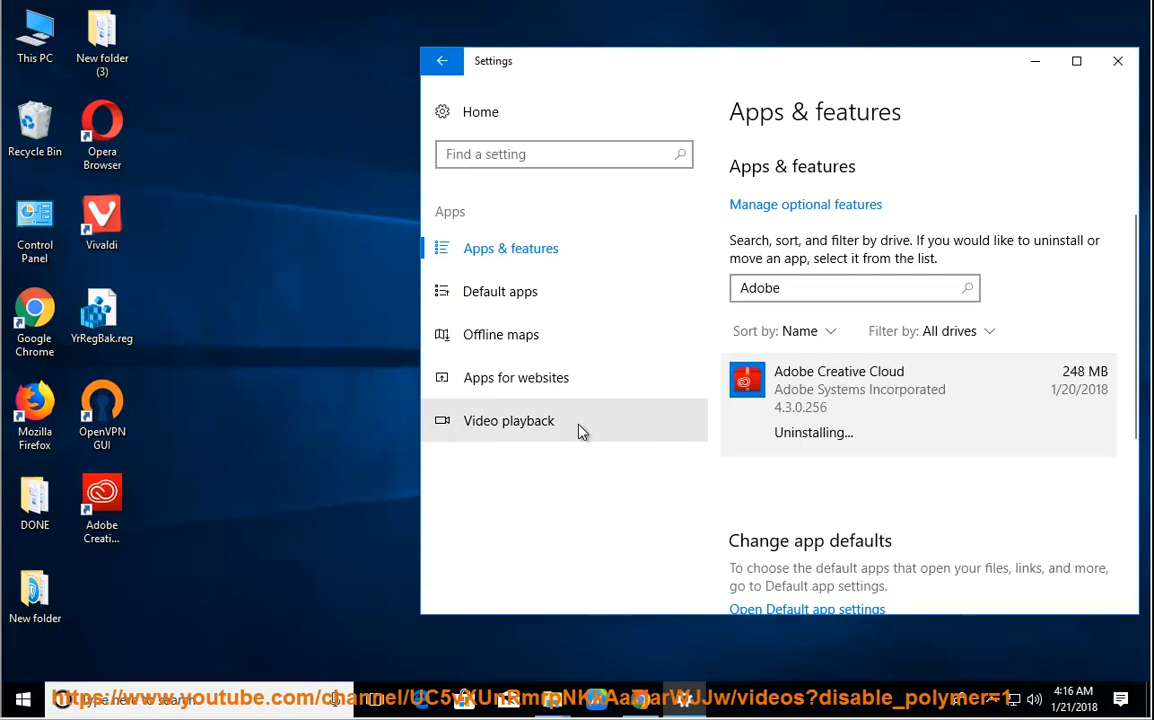 This PC
New folder
(3)
Recycle Bin
Opera
Browser
Control
Panel
Vivaldi
Google
Chrome
YrRegBak.reg
Mozilla
Firefox
OpenVPN
GUI
DONE
Adobe
Creati...
New folder
Settings
Home
Find a setting
Apps
Apps & features
Default apps
Offline maps
Apps for websites
Video playback
Apps & features
Apps & features
Manage optional features
Search, sort, and filter by drive. If you would like to uninstall or
move an app, select it from the list.
Adobe
Sort by: Name
Filter by: All drives
Adobe Creative Cloud
248 MB
Adobe Systems Incorporated
1/20/2018
4.3.0.256
Uninstalling...
Change app defaults
To choose the default apps that open your files, links, and more,
go to Default app settings.
Open Default app settings
Type here to search
4:16 AM
1/21/2018